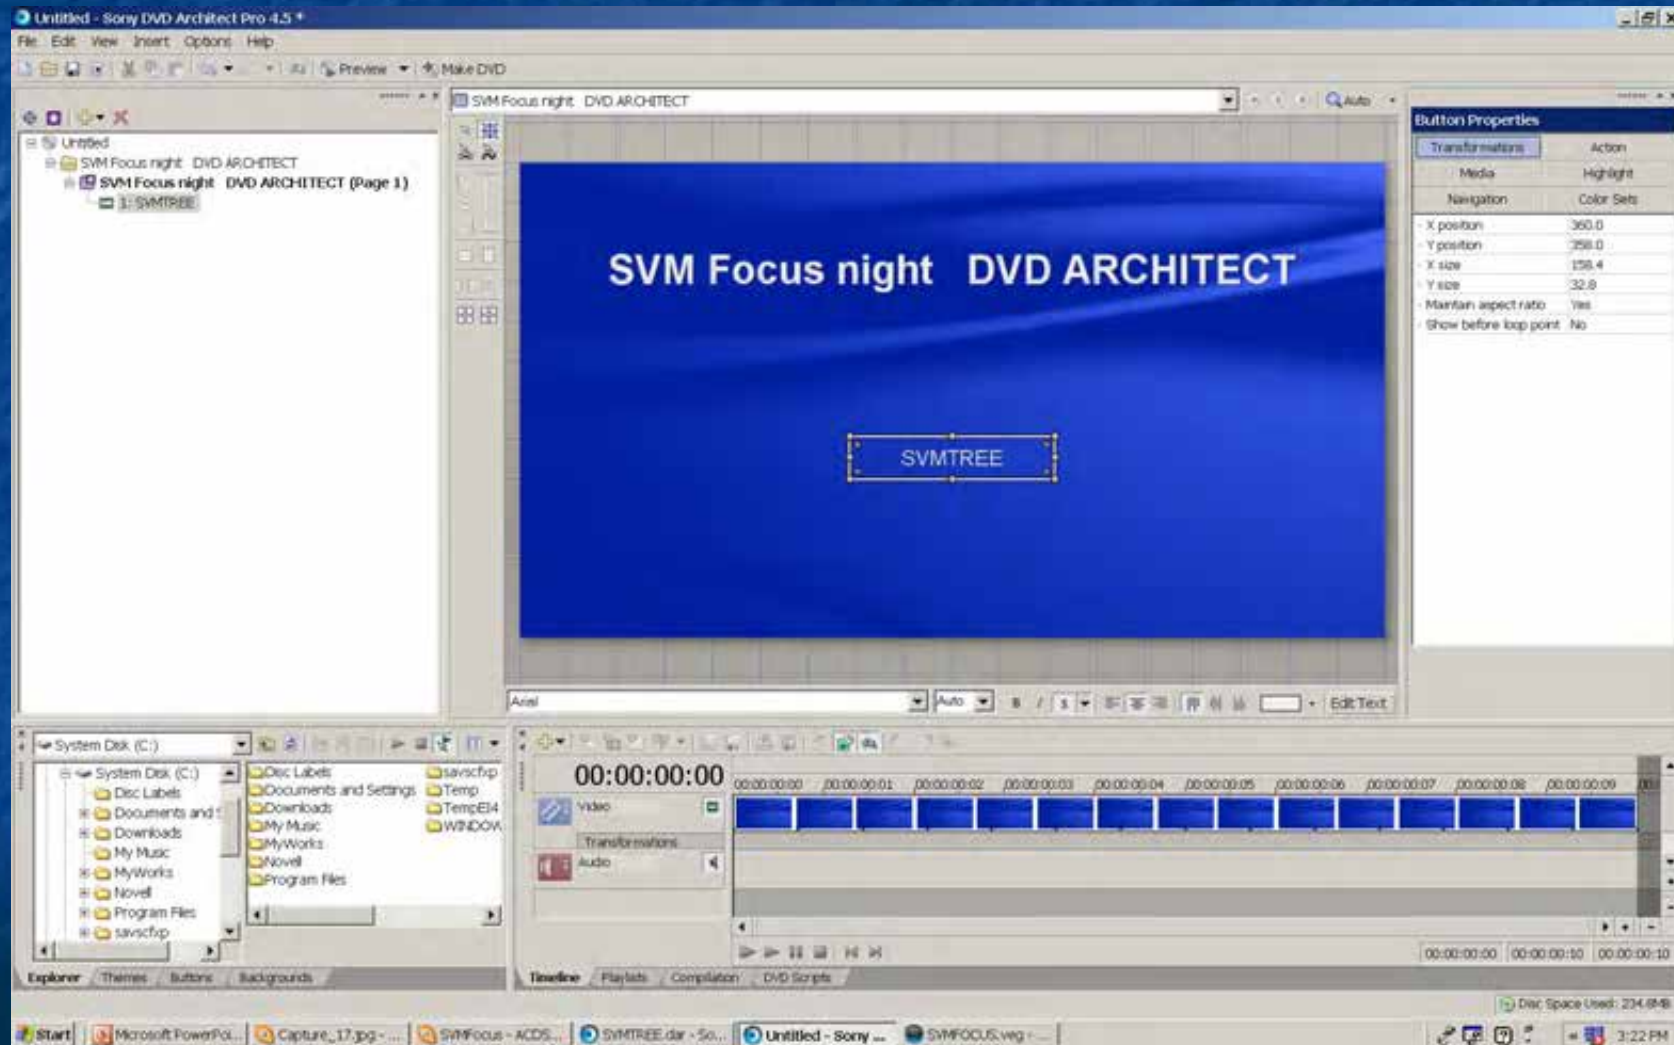 Untitled - Sony DVD Architect Pro 4.5 *
File Edit View Insert Options Help
Preview Make DVD
SVM Focus night DVD ARCHITECT
Auto
Untitled
SVM Focus night DVD ARCHITECT
SVM Focus night DVD ARCHITECT (Page 1)
1: SVMTREE
SVM Focus night DVD ARCHITECT
SVMTREE
Button Properties
Transformations Action
Media Highlight
Navigation Color Sets
X position 360.0
Y position 358.0
X size 158.4
Y size 32.8
Maintain aspect ratio Yes
Show before loop point No
Arial
Auto
B I
Edit Text
System Disk (C:)
System Disk (C:)
Disc Labels
Documents and
Downloads
My Music
MyWorks
Novell
Program Files
savscfxp
Disc Labels
Documents and Settings
Downloads
My Music
MyWorks
Novell
Program Files
savscfxp
Temp
TempEI4
WINDOW
Explorer Themes Buttons Backgrounds
00:00:00:00
00:00:00:00 00:00:00:01 00:00:00:02 00:00:00:03 00:00:00:04 00:00:00:05 00:00:00:06 00:00:00:07 00:00:00:08 00:00:00:09
Video
Transformations
Audio
00:00:00:00 00:00:00:10 00:00:00:10
Timeline Playlists Compilation DVD Scripts
Disc Space Used: 234.6MB
Start Microsoft PowerPoi... Capture_17.jpg - ... SVMFocus - ACDS... SVMTREE.dar - So... Untitled - Sony ... SVMFOCUS.veg - ... 3:22 PM